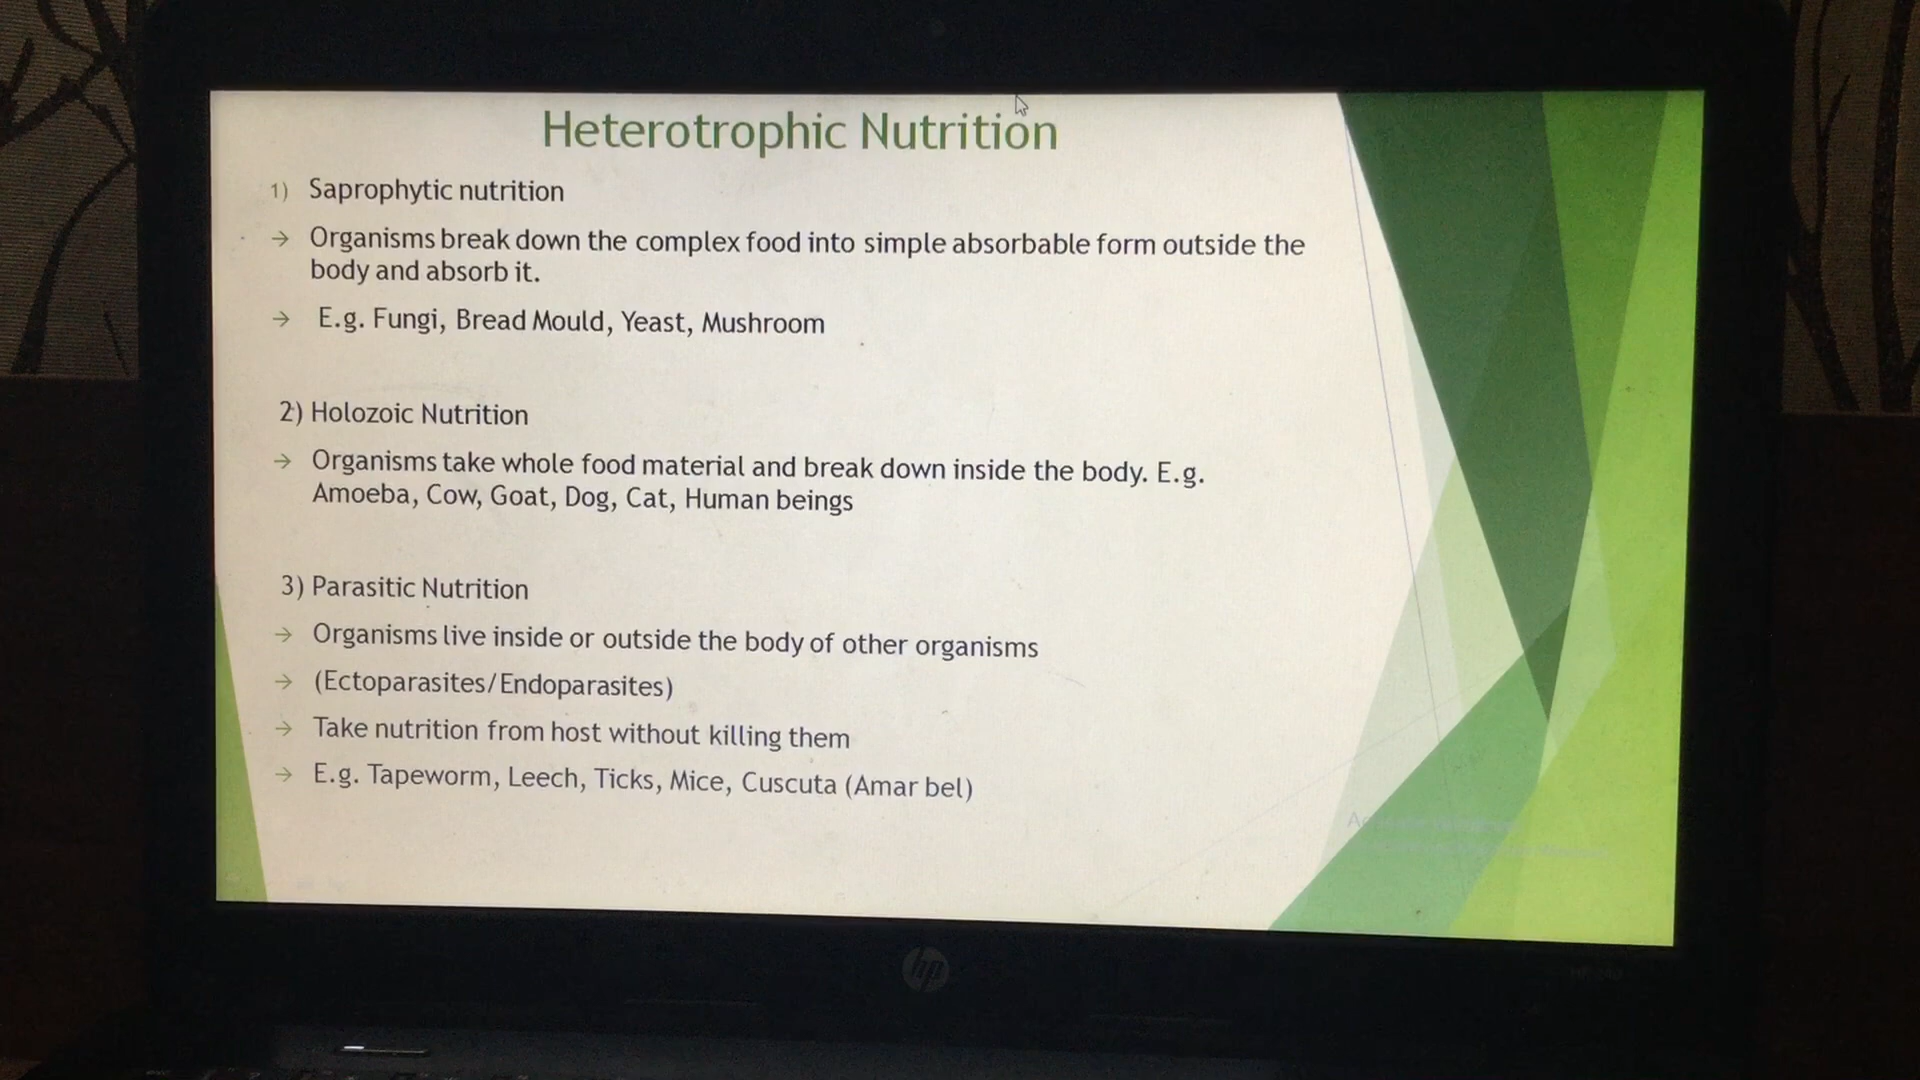 Heterotrophic Nutrition
1) Saprophytic nutrition
→ Organisms break down the complex food into simple absorbable form outside the
body and absorb it.
→ E.g. Fungi, Bread Mould, Yeast, Mushroom
2) Holozoic Nutrition
→ Organisms take whole food material and break down inside the body. E.g.
Amoeba, Cow, Goat, Dog, Cat, Human beings
3) Parasitic Nutrition
→ Organisms live inside or outside the body of other organisms
→ (Ectoparasites/Endoparasites)
→ Take nutrition from host without killing them
→ E.g. Tapeworm, Leech, Ticks, Mice, Cuscuta (Amar bel)
hp